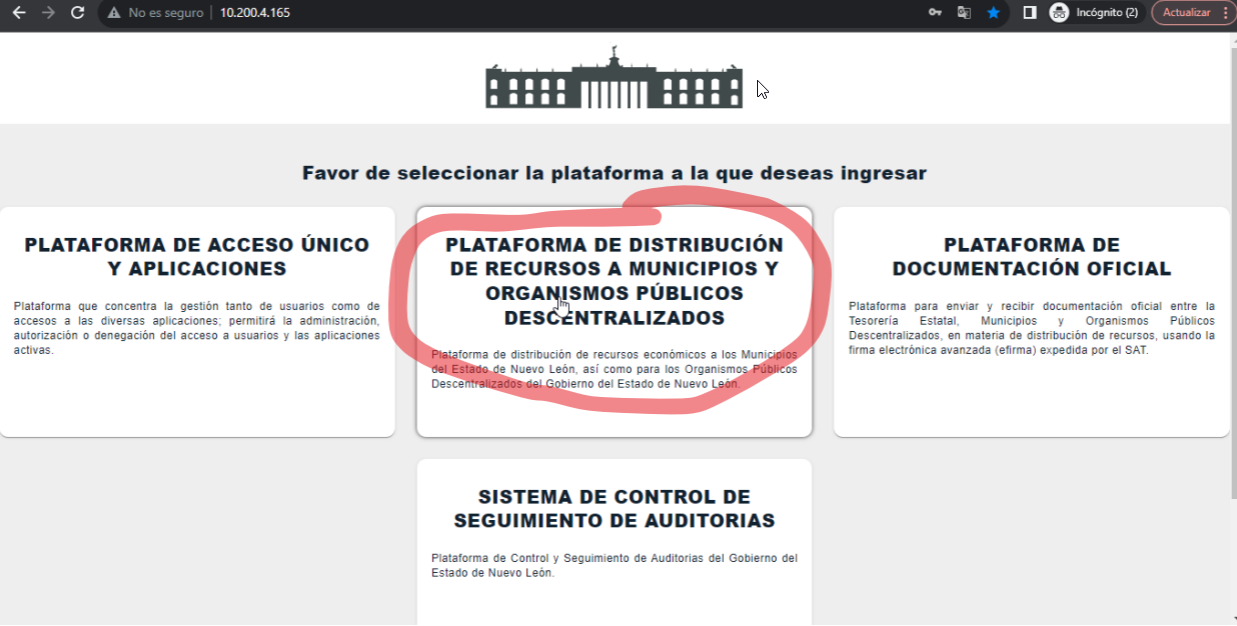 No es seguro
10.200.4.165
Incógnito (2)
Actualizar
Favor de seleccionar la plataforma a la que deseas ingresar
PLATAFORMA DE ACCESO ÚNICO
Y APLICACIONES
Plataforma que concentra la gestión tanto de usuarios como de
accesos a las diversas aplicaciones; permitirá la administración,
autorización o denegación del acceso a usuarios y las aplicaciones
activas.
PLATAFORMA DE DISTRIBUCIÓN
DE RECURSOS A MUNICIPIOS Y
ORGANISMOS PÚBLICOS
DESCENTRALIZADOS
Plataforma de distribución de recursos económicos a los Municipios
del Estado de Nuevo León, así como para los Organismos Públicos
Descentralizados del Gobierno del Estado de Nuevo León.
PLATAFORMA DE
DOCUMENTACIÓN OFICIAL
Plataforma para enviar y recibir documentación oficial entre la
Tesorería Estatal, Municipios y Organismos Públicos
Descentralizados, en materia de distribución de recursos, usando la
firma electrónica avanzada (efirma) expedida por el SAT.
SISTEMA DE CONTROL DE
SEGUIMIENTO DE AUDITORIAS
Plataforma de Control y Seguimiento de Auditorias del Gobierno del
Estado de Nuevo León.